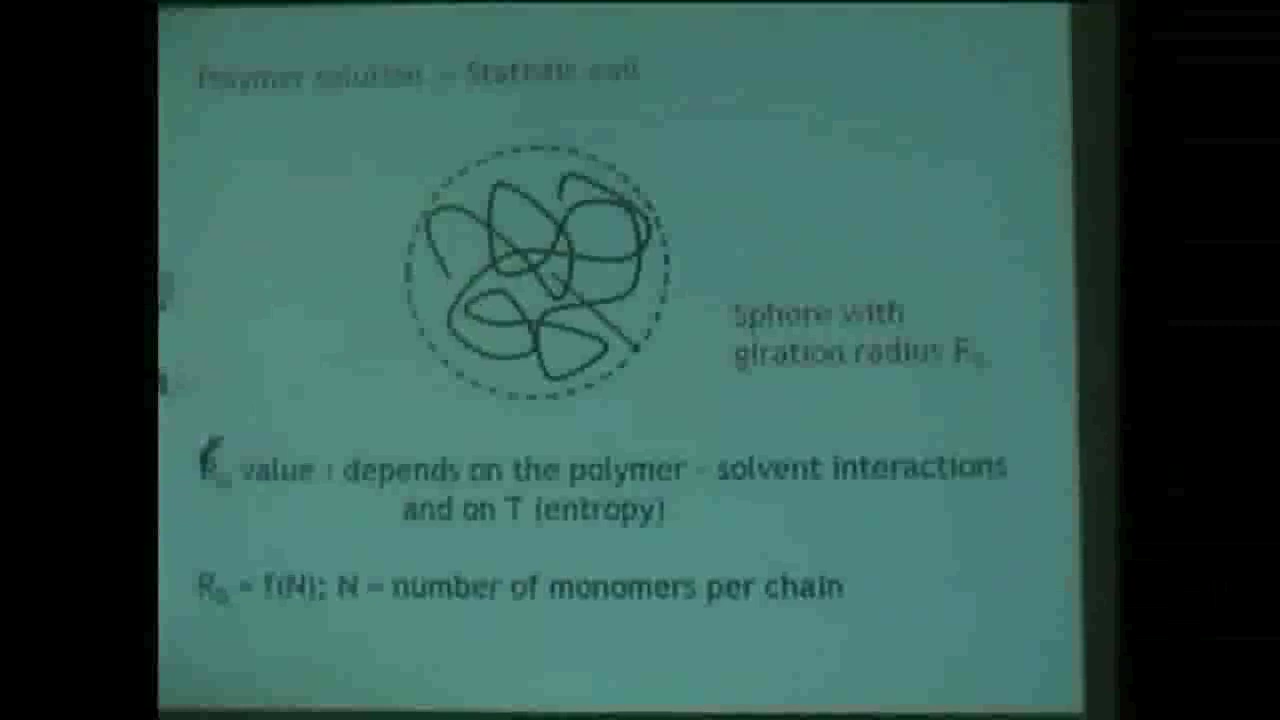 Polymer solution - Statistic coil
Sphere with
giration radius R
value : depends on the polymer - solvent interactions
and on T (entropy)
= f(N); N = number of monomers per chain